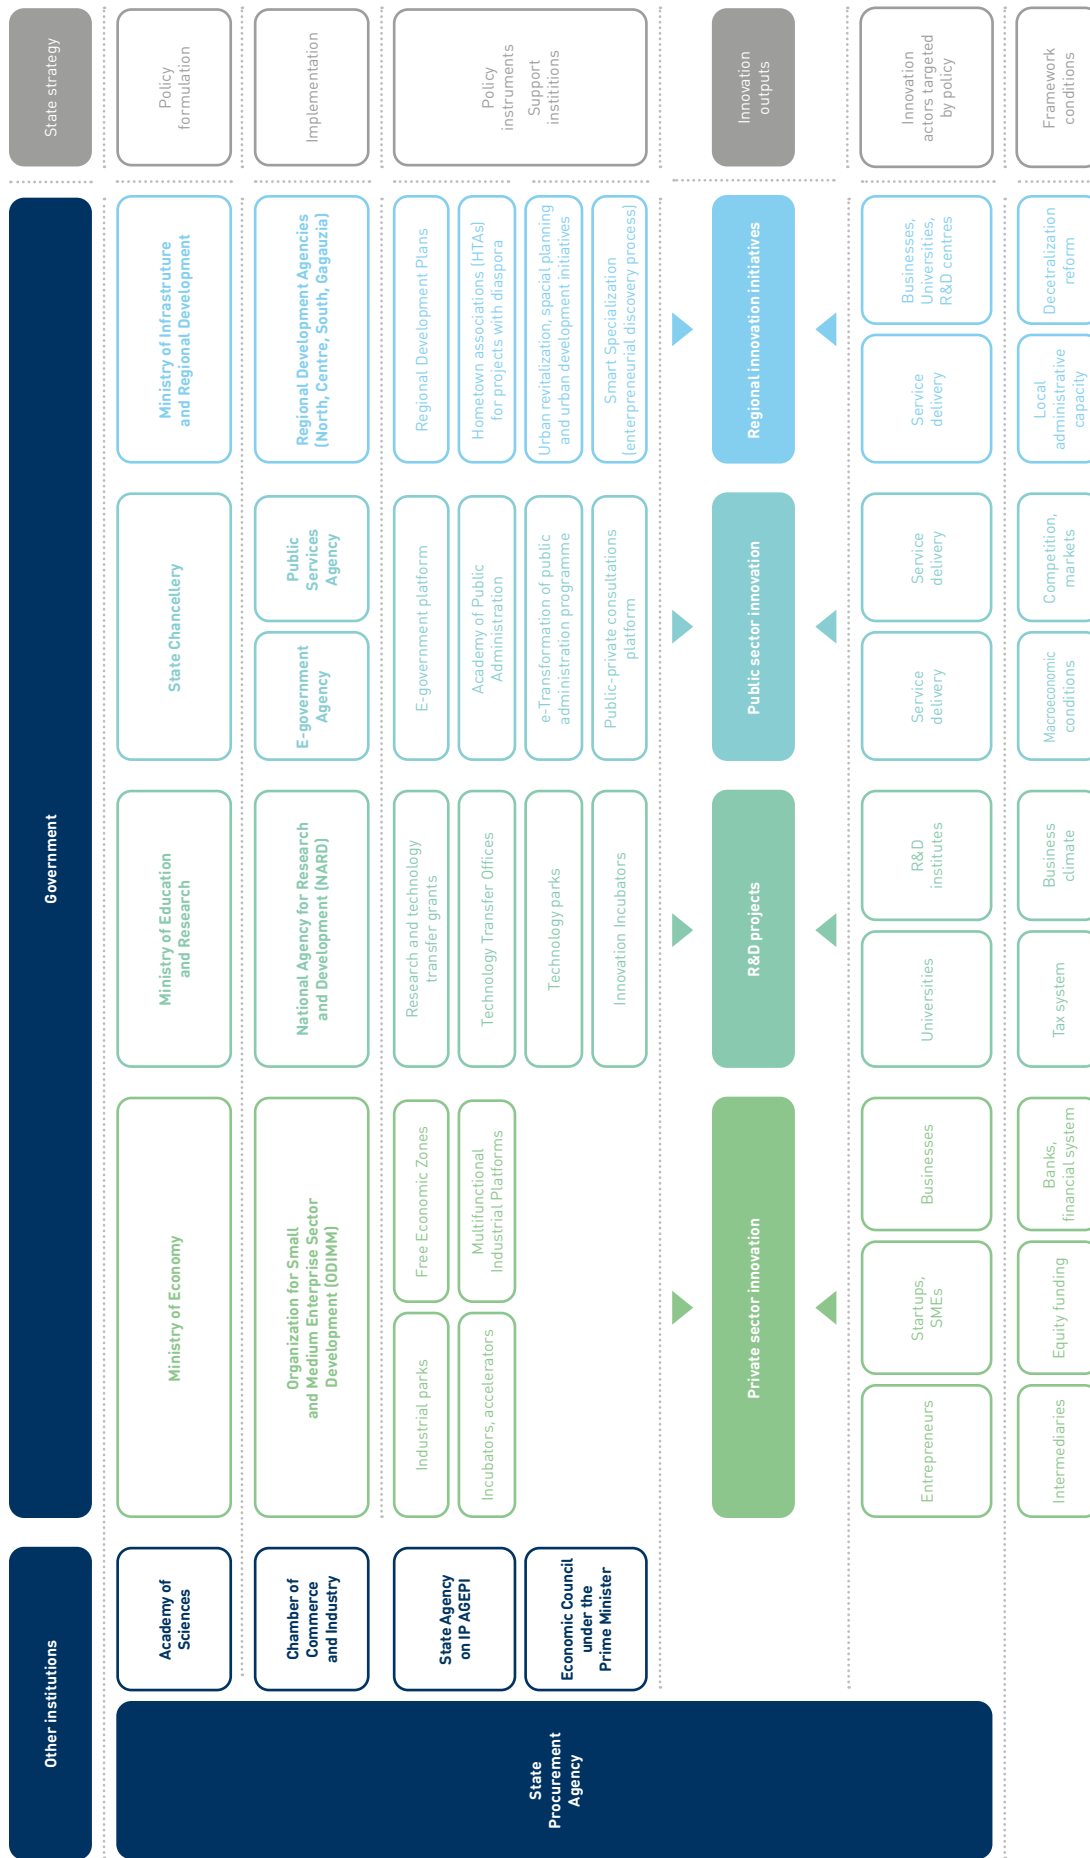 Other institutions
Government
State strategy
State
Procurement
Agency
Academy of
Sciences
Ministry of Economy
Ministry of Education
and Research
State Chancellery
Ministry of Infrastruture
and Regional Development
Policy
formulation
Chamber of
Commerce
and Industry
Organization for Small
and Medium Enterprise Sector
Development (ODIMM)
National Agency for Research
and Development (NARD)
E-government
Agency
Public
Services
Agency
Regional Development Agencies
(North, Centre, South, Gagauzia)
Implementation
State Agency
on IP AGEPI
Economic Council
under the
Prime Minister
Industrial parks
Free Economic Zones
Incubators, accelerators
Multifunctional
Industrial Platforms
Research and technology
transfer grants
Technology Transfer Offices
Technology parks
Innovation Incubators
E-government platform
Academy of Public
Administration
e-Transformation of public
administration programme
Public-private consultations
platform
Regional Development Plans
Hometown associations (HTAs)
for projects with diaspora
Urban revitalization, spacial planning
and urban development initiatives
Smart Specialization
(enterpreneurial discovery process)
Policy
instruments
Support
instititions
Private sector innovation
R&D projects
Public sector innovation
Regional innovation initiatives
Innovation
outputs
Entrepreneurs
Startups,
SMEs
Businesses
Universities
R&D
institutes
Service
delivery
Service
delivery
Service
delivery
Businesses,
Universities,
R&D centres
Innovation
actors targeted
by policy
Intermediaries
Equity funding
Banks,
financial system
Tax system
Business
climate
Macroeconomic
conditions
Competition,
markets
Local
administrative
capacity
Decetralization
reform
Framework
conditions